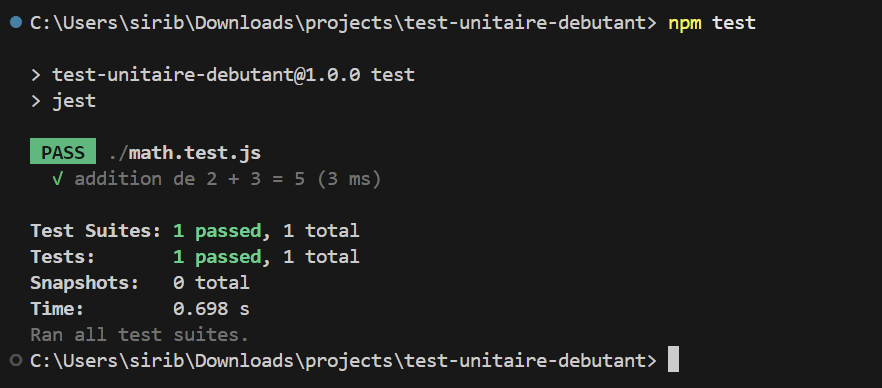 C:\Users\sirib\Downloads\projects\test-unitaire-debutant> npm test
> test-unitaire-debutant@1.0.0 test
> jest
PASS ./math.test.js
√ addition de 2 + 3 = 5 (3 ms)
Test Suites: 1 passed, 1 total
Tests:       1 passed, 1 total
Snapshots:   0 total
Time:        0.698 s
Ran all test suites.
C:\Users\sirib\Downloads\projects\test-unitaire-debutant>